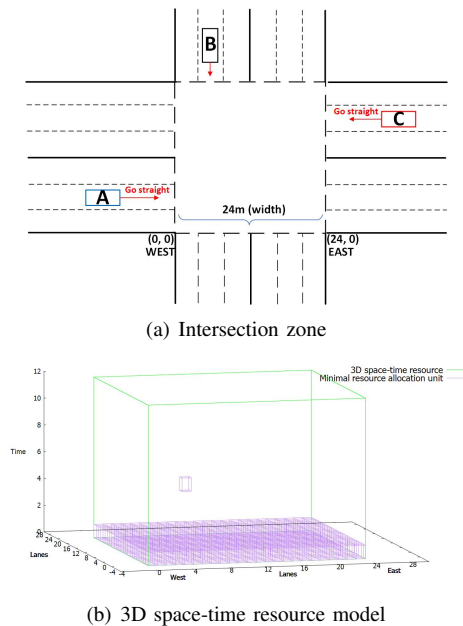 B
Go straight
C
Go straight
A
24m (width)
(0, 0)
WEST
(24, 0)
EAST
(a) Intersection zone
12
10
8
6
4
2
0
Time
3D space-time resource
Minimal resource allocation unit
28
24
20
16
12
8
4
0
-4
Lanes
-4
0
4
8
12
16
20
24
28
West
Lanes
East
(b) 3D space-time resource model